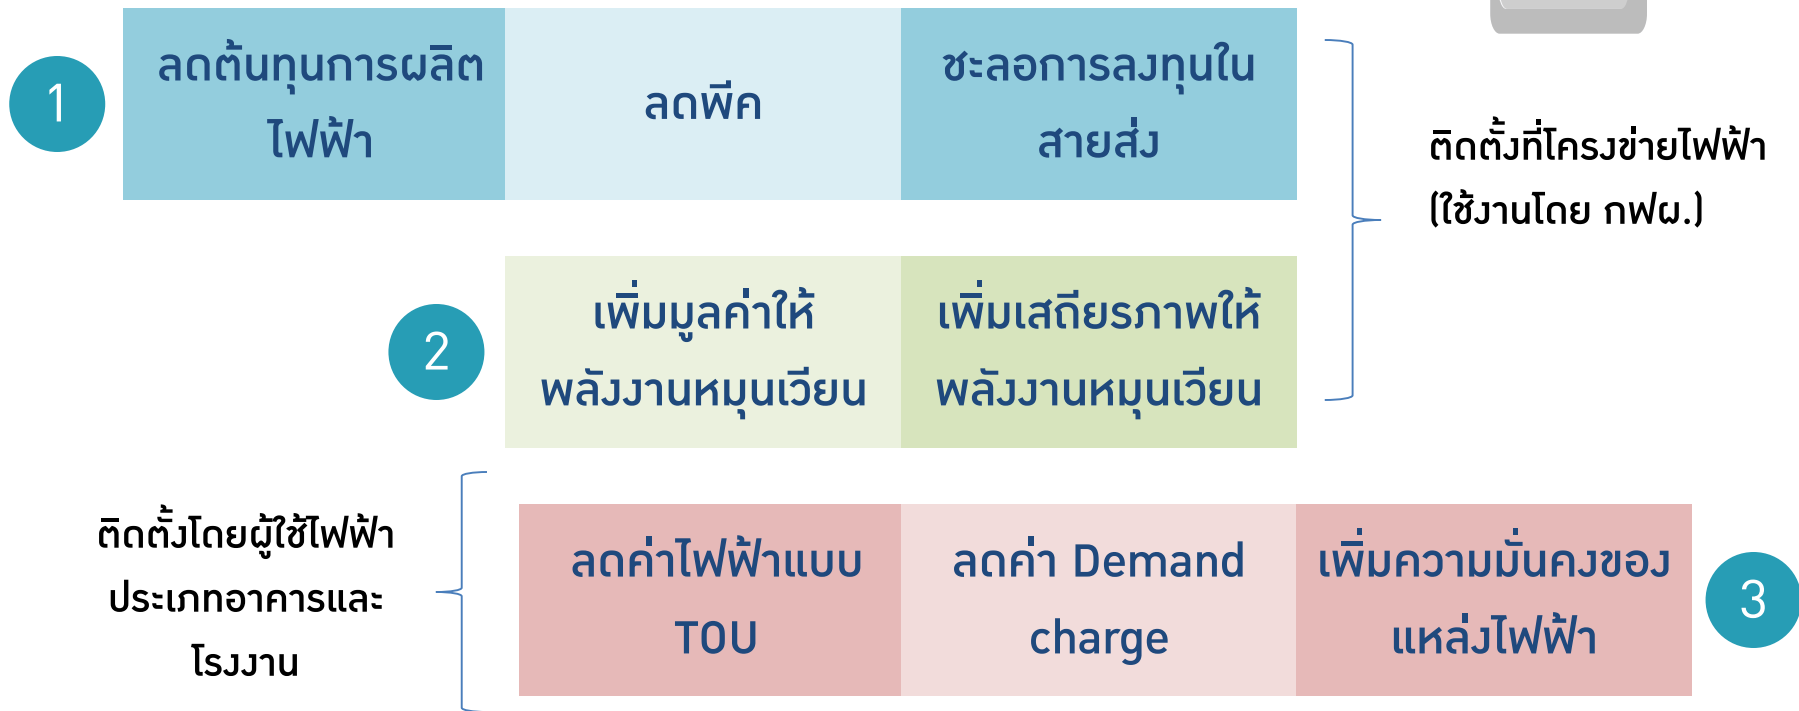 1
ลดต้นทุนการผลิต
ไฟฟ้า
ลดพีค
ชะลอการลงทุนใน
สายส่ง
ติดตั้งที่โครงข่ายไฟฟ้า
(ใช้งานโดย กฟผ.)
2
เพิ่มมูลค่าให้
พลังงานหมุนเวียน
เพิ่มเสถียรภาพให้
พลังงานหมุนเวียน
ติดตั้งโดยผู้ใช้ไฟฟ้า
ประเภทอาคารและ
โรงงาน
ลดค่าไฟฟ้าแบบ
TOU
ลดค่า Demand
charge
เพิ่มความมั่นคงของ
แหล่งไฟฟ้า
3